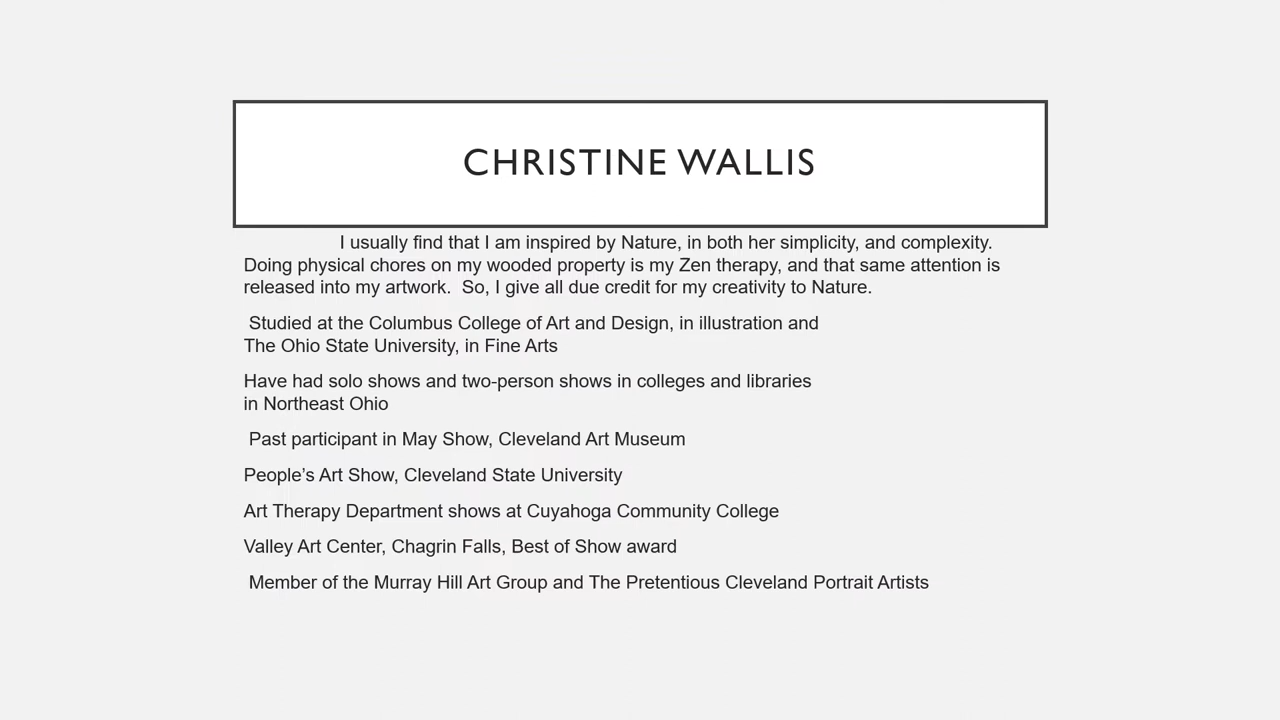 CHRISTINE WALLIS
I usually find that I am inspired by Nature, in both her simplicity, and complexity.
Doing physical chores on my wooded property is my Zen therapy, and that same attention is
released into my artwork.  So, I give all due credit for my creativity to Nature.
Studied at the Columbus College of Art and Design, in illustration and
The Ohio State University, in Fine Arts
Have had solo shows and two-person shows in colleges and libraries
in Northeast Ohio
Past participant in May Show, Cleveland Art Museum
People’s Art Show, Cleveland State University
Art Therapy Department shows at Cuyahoga Community College
Valley Art Center, Chagrin Falls, Best of Show award
Member of the Murray Hill Art Group and The Pretentious Cleveland Portrait Artists